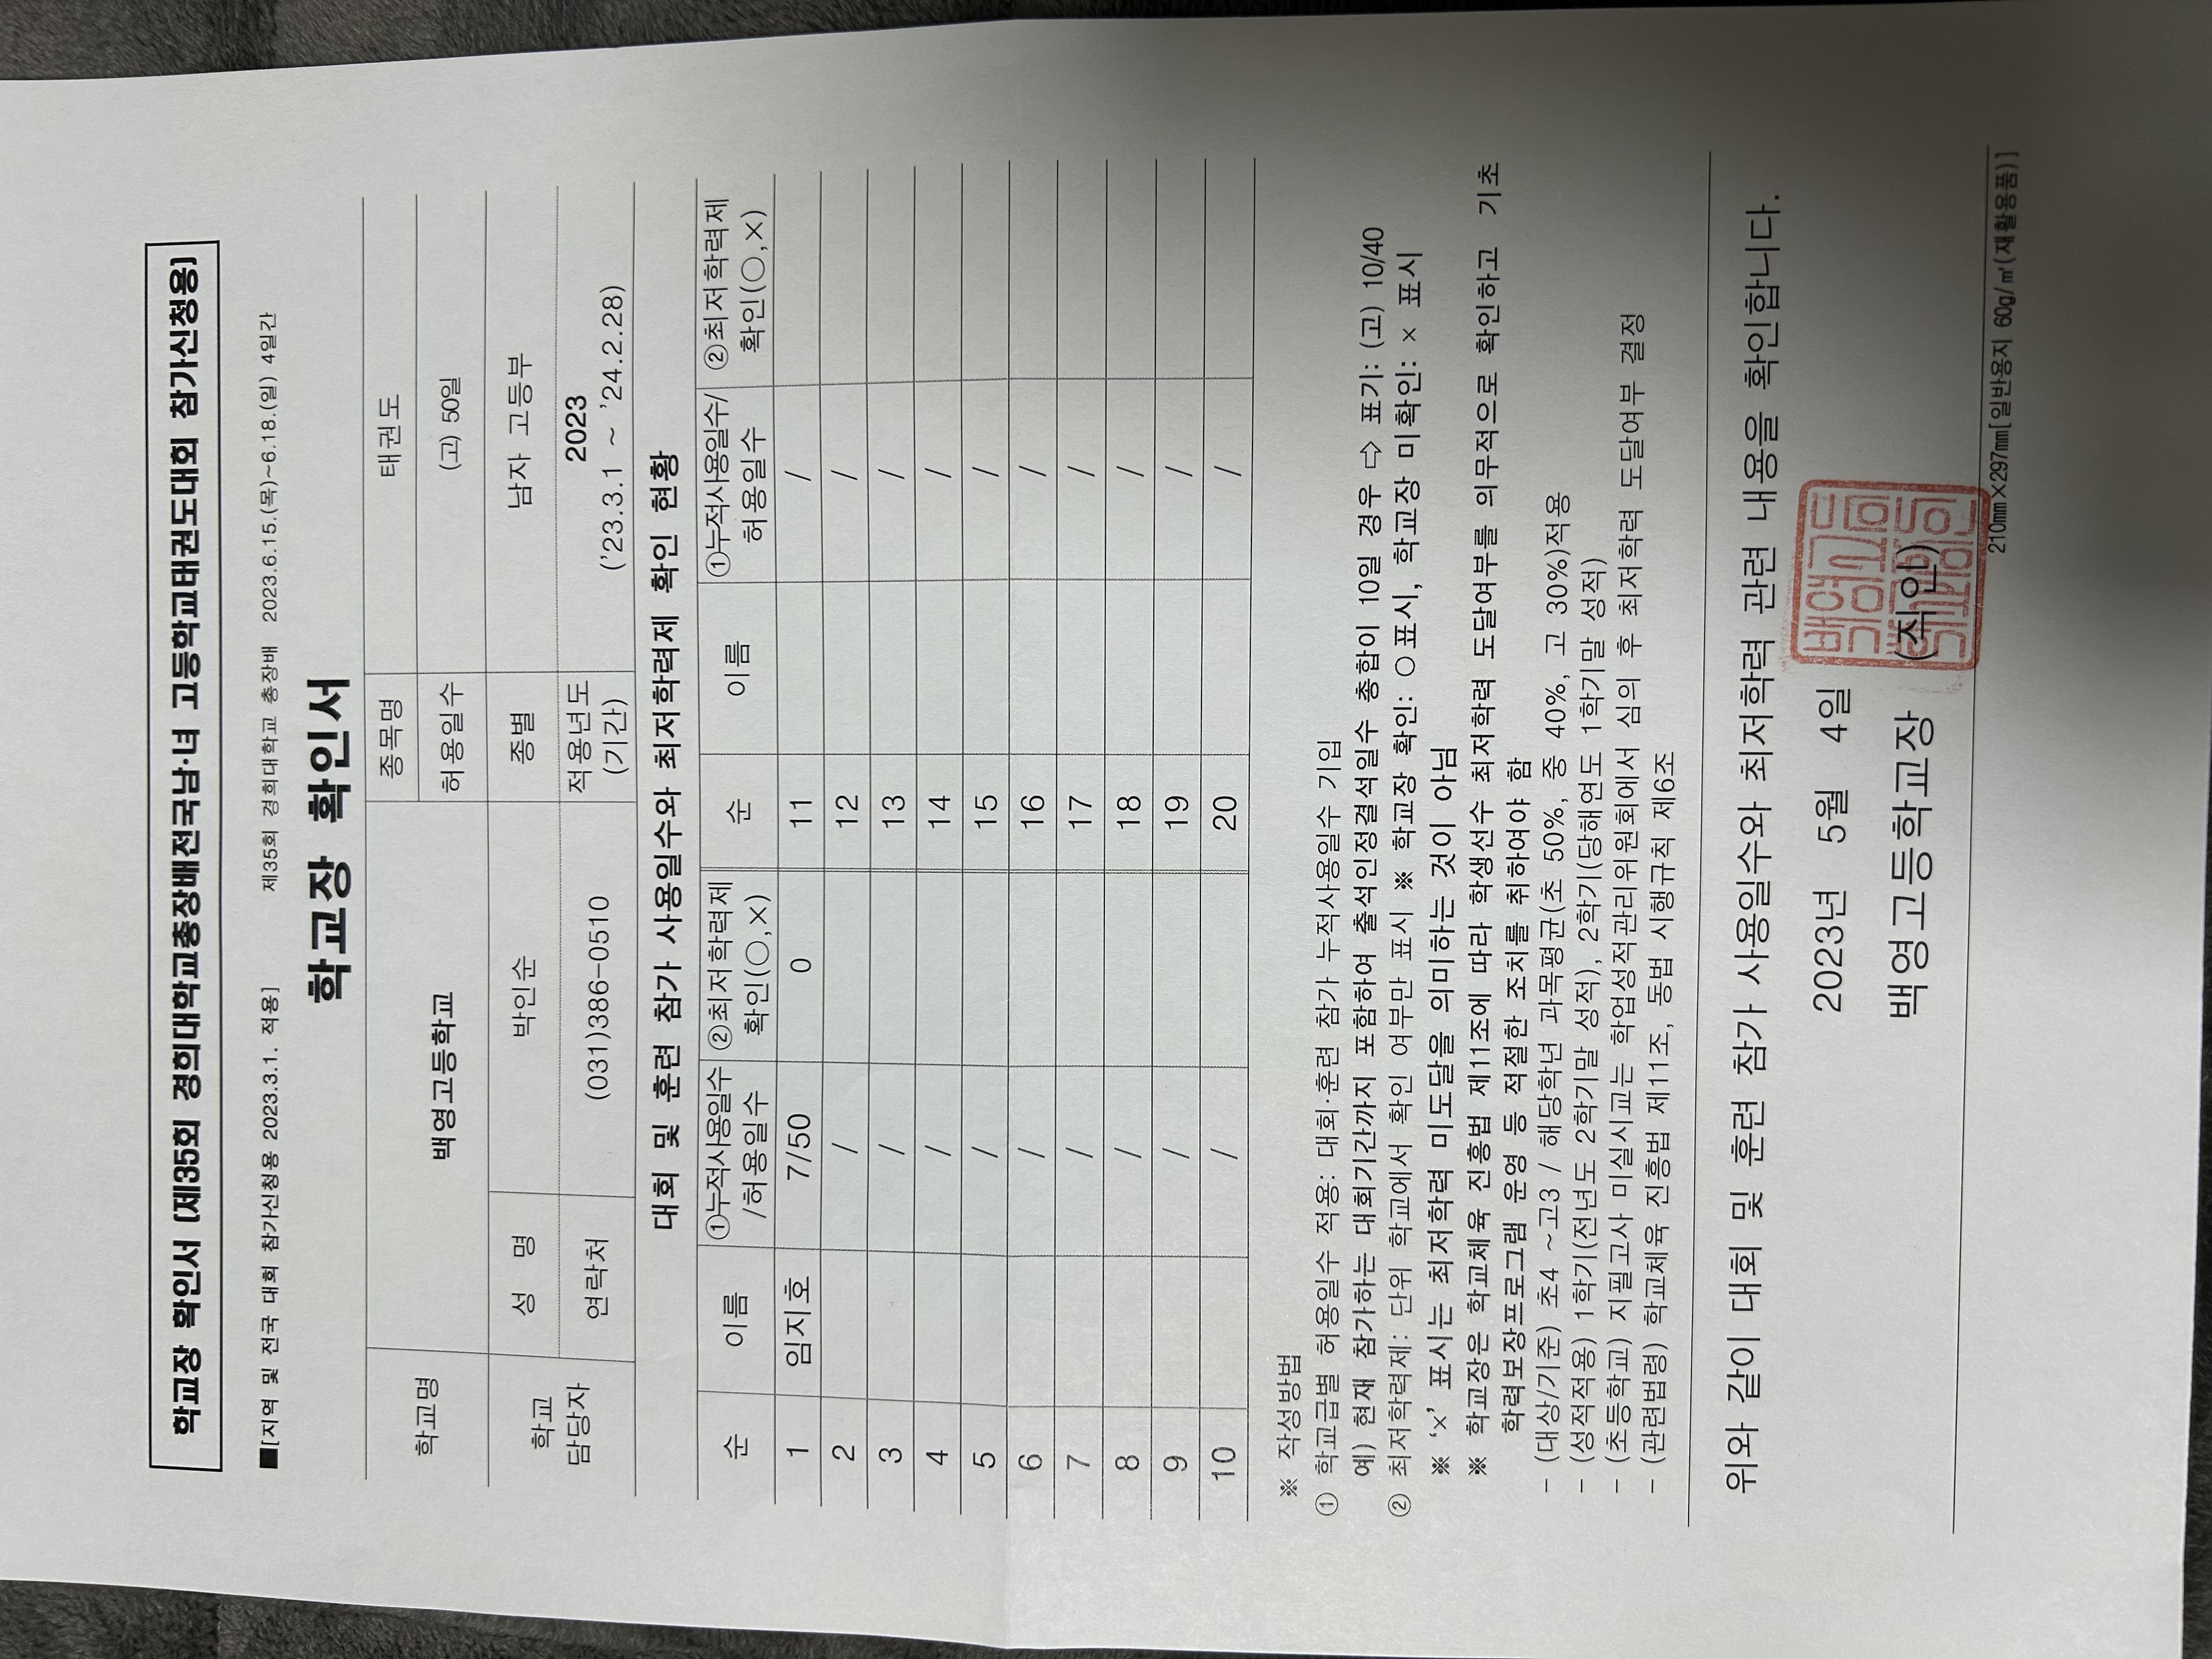 학교장 확인서 (제35회 경희대학교총장배전국남·녀 고등학교태권도대회 참가신청용)
■[지역 및 전국 대회 참가신청용 2023.3.1. 적용] 제35회 경희대학교 총장배 2023.6.15.(목)~6.18.(일) 4일간
학교장 확인서
학교명 백영고등학교 종목명 태권도
허용일수 (고) 50일
학교 담당자 성 명 박인순 종별 남자 고등부
연락처 (031)386-0510 적용년도 (기간) 2023
('23.3.1 ~ '24.2.28)
대회 및 훈련 참가 사용일수와 최저학력제 확인 현황
순 이름 ①누적사용일수 /허용일수 ②최저학력제 확인(○,×) 순 이름 ①누적사용일수/ 허용일수 ②최저학력제 확인(○,×)
1 임지호 7/50 0 11 /
2 / 12 /
3 / 13 /
4 / 14 /
5 / 15 /
6 / 16 /
7 / 17 /
8 / 18 /
9 / 19 /
10 / 20 /
※ 작성방법
① 학교급별 허용일수 적용: 대회·훈련 참가 누적사용일수 기입
예) 현재 참가하는 대회기간까지 포함하여 출석인정결석일수 총합이 10일 경우 ⇨ 표기: (고) 10/40
② 최저학력제: 단위 학교에서 확인 여부만 표시 ※ 학교장 확인: ○표시, 학교장 미확인: × 표시
※ '×' 표시는 최저학력 미도달을 의미하는 것이 아님
※ 학교장은 학교체육 진흥법 제11조에 따라 학생선수 최저학력 도달여부를 의무적으로 확인하고 기초
학력보장프로그램 운영 등 적절한 조치를 취하여야 함
- (대상/기준) 초4 ~고3 / 해당학년 과목평균(초 50%, 중 40%, 고 30%)적용
- (성적적용) 1학기(전년도 2학기말 성적), 2학기(당해연도 1학기말 성적)
- (초등학교) 지필고사 미실시교는 학업성적관리위원회에서 심의 후 최저학력 도달여부 결정
- (관련법령) 학교체육 진흥법 제11조, 동법 시행규칙 제6조
위와 같이 대회 및 훈련 참가 사용일수와 최저학력 관련 내용을 확인합니다.
2023년 5월 4일
백영고등학교장 (직인)
210mm×297mm[일반용지 60g/㎡(재활용품)]